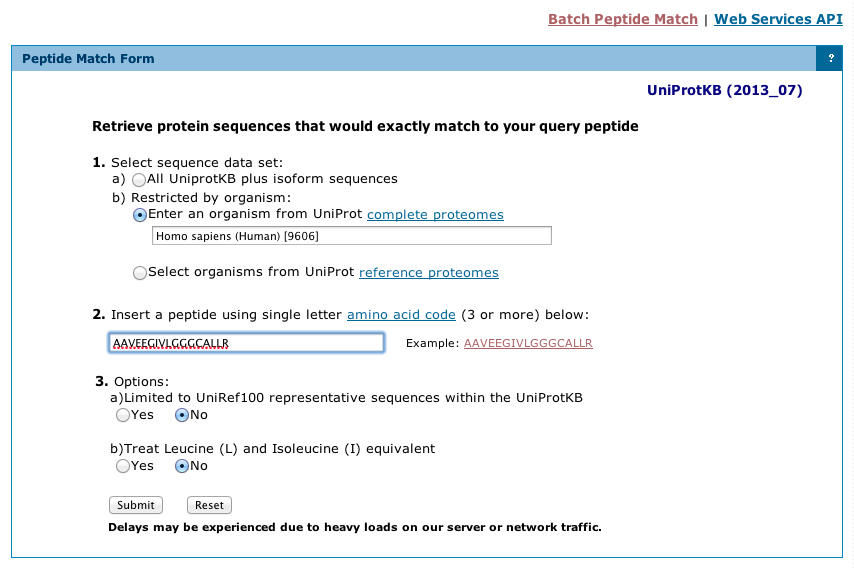 Batch Peptide Match | Web Services API
Peptide Match Form ?
UniProtKB (2013_07)
Retrieve protein sequences that would exactly match to your query peptide
1. Select sequence data set:
a) All UniprotKB plus isoform sequences
b) Restricted by organism:
Enter an organism from UniProt complete proteomes
Homo sapiens (Human) [9606]
Select organisms from UniProt reference proteomes
2. Insert a peptide using single letter amino acid code (3 or more) below:
AAVEEGIVLGGGCALLR Example: AAVEEGIVLGGGCALLR
3. Options:
a)Limited to UniRef100 representative sequences within the UniProtKB
Yes No
b)Treat Leucine (L) and Isoleucine (I) equivalent
Yes No
Submit Reset
Delays may be experienced due to heavy loads on our server or network traffic.